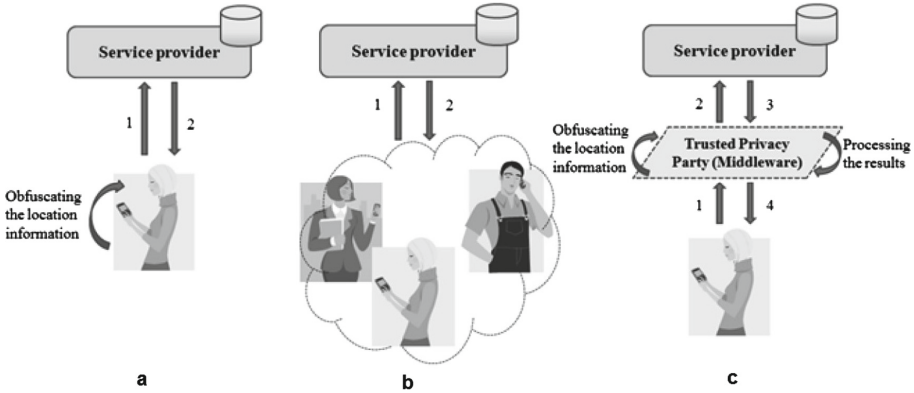 Service provider
1
2
Obfuscating
the location
information
a
Service provider
1
2
b
Service provider
2
3
Obfuscating
the location
information
Trusted Privacy
Party (Middleware)
Processing
the results
1
4
c